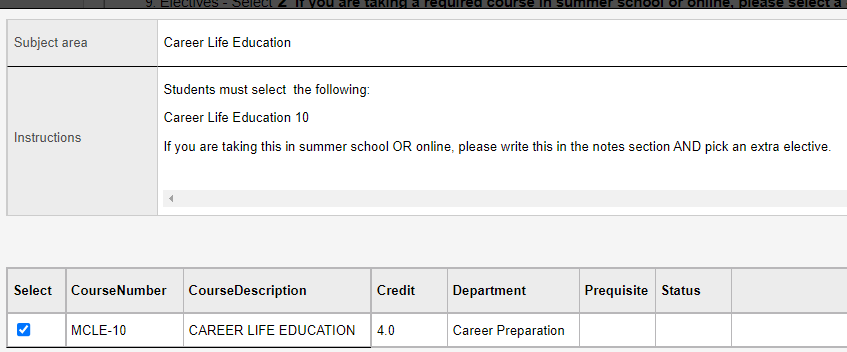 9. Electives - Select 2 If you are taking a required course in summer school or online, please select a
Subject area
Career Life Education
Instructions
Students must select  the following:
Career Life Education 10
If you are taking this in summer school OR online, please write this in the notes section AND pick an extra elective.
Select CourseNumber CourseDescription Credit Department Prequisite Status
MCLE-10 CAREER LIFE EDUCATION 4.0 Career Preparation